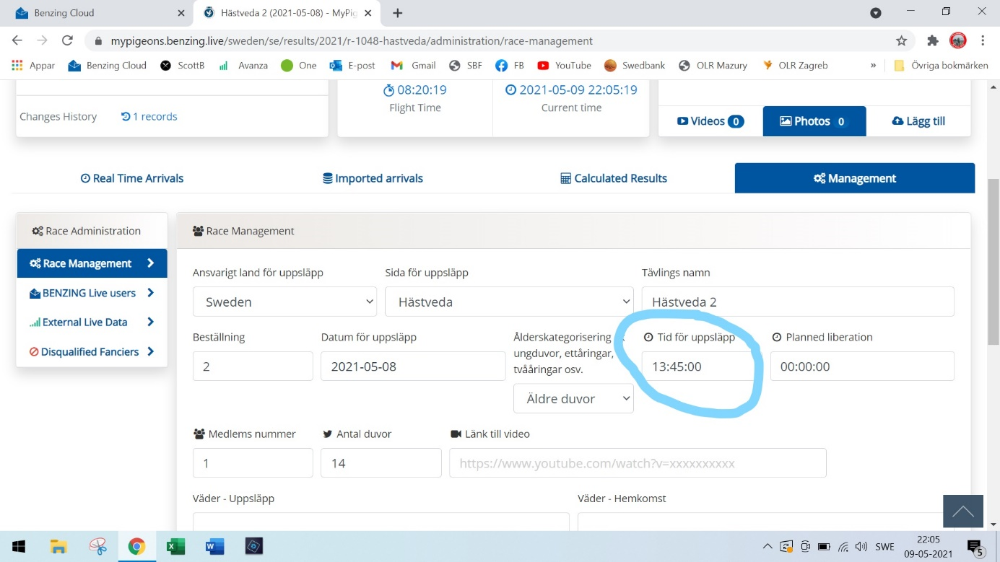 Benzing Cloud
Hästveda 2 (2021-05-08) - MyPig
mypigeons.benzing.live/sweden/se/results/2021/r-1048-hastveda/administration/race-management
Appar Benzing Cloud ScottB Avanza One E-post Gmail SBF FB YouTube Swedbank OLR Mazury OLR Zagreb » Övriga bokmärken
08:20:19 2021-05-09 22:05:19
Flight Time Current time
Changes History 1 records
Videos 0 Photos 0 Lägg till
Real Time Arrivals Imported arrivals Calculated Results Management
Race Administration
Race Management
BENZING Live users
External Live Data
Disqualified Fanciers
Race Management
Ansvarigt land för uppsläpp Sida för uppsläpp Tävlings namn
Sweden Hästveda Hästveda 2
Beställning Datum för uppsläpp Ålderskategorisering
ungduvor, ettåringar,
tvååringar osv.
Tid för uppsläpp Planned liberation
2 2021-05-08 Äldre duvor 13:45:00 00:00:00
Medlems nummer Antal duvor Länk till video
1 14 https://www.youtube.com/watch?v=xxxxxxxxxx
Väder - Uppsläpp Väder - Hemkomst
SWE 22:05
09-05-2021 5